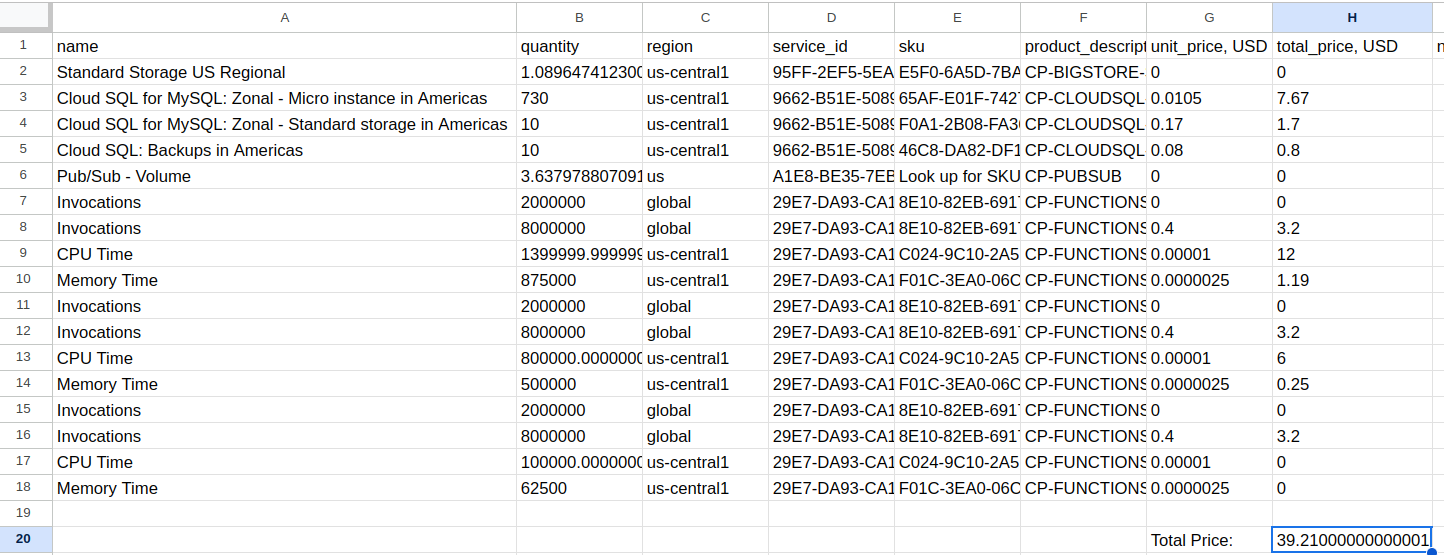 A B C D E F G H
1 name quantity region service_id sku product_descript unit_price, USD total_price, USD n
2 Standard Storage US Regional 1.089647412300 us-central1 95FF-2EF5-5EA E5F0-6A5D-7BA CP-BIGSTORE- 0 0
3 Cloud SQL for MySQL: Zonal - Micro instance in Americas 730 us-central1 9662-B51E-5089 65AF-E01F-7427 CP-CLOUDSQL- 0.0105 7.67
4 Cloud SQL for MySQL: Zonal - Standard storage in Americas 10 us-central1 9662-B51E-5089 F0A1-2B08-FA3 CP-CLOUDSQL- 0.17 1.7
5 Cloud SQL: Backups in Americas 10 us-central1 9662-B51E-5089 46C8-DA82-DF1 CP-CLOUDSQL- 0.08 0.8
6 Pub/Sub - Volume 3.637978807091 us A1E8-BE35-7EB Look up for SKU CP-PUBSUB 0 0
7 Invocations 2000000 global 29E7-DA93-CA1 8E10-82EB-6917 CP-FUNCTIONS 0 0
8 Invocations 8000000 global 29E7-DA93-CA1 8E10-82EB-6917 CP-FUNCTIONS 0.4 3.2
9 CPU Time 1399999.999999 us-central1 29E7-DA93-CA1 C024-9C10-2A5 CP-FUNCTIONS 0.00001 12
10 Memory Time 875000 us-central1 29E7-DA93-CA1 F01C-3EA0-06C CP-FUNCTIONS 0.0000025 1.19
11 Invocations 2000000 global 29E7-DA93-CA1 8E10-82EB-6917 CP-FUNCTIONS 0 0
12 Invocations 8000000 global 29E7-DA93-CA1 8E10-82EB-6917 CP-FUNCTIONS 0.4 3.2
13 CPU Time 800000.0000000 us-central1 29E7-DA93-CA1 C024-9C10-2A5 CP-FUNCTIONS 0.00001 6
14 Memory Time 500000 us-central1 29E7-DA93-CA1 F01C-3EA0-06C CP-FUNCTIONS 0.0000025 0.25
15 Invocations 2000000 global 29E7-DA93-CA1 8E10-82EB-6917 CP-FUNCTIONS 0 0
16 Invocations 8000000 global 29E7-DA93-CA1 8E10-82EB-6917 CP-FUNCTIONS 0.4 3.2
17 CPU Time 100000.0000000 us-central1 29E7-DA93-CA1 C024-9C10-2A5 CP-FUNCTIONS 0.00001 0
18 Memory Time 62500 us-central1 29E7-DA93-CA1 F01C-3EA0-06C CP-FUNCTIONS 0.0000025 0
19
20 Total Price: 39.21000000000001